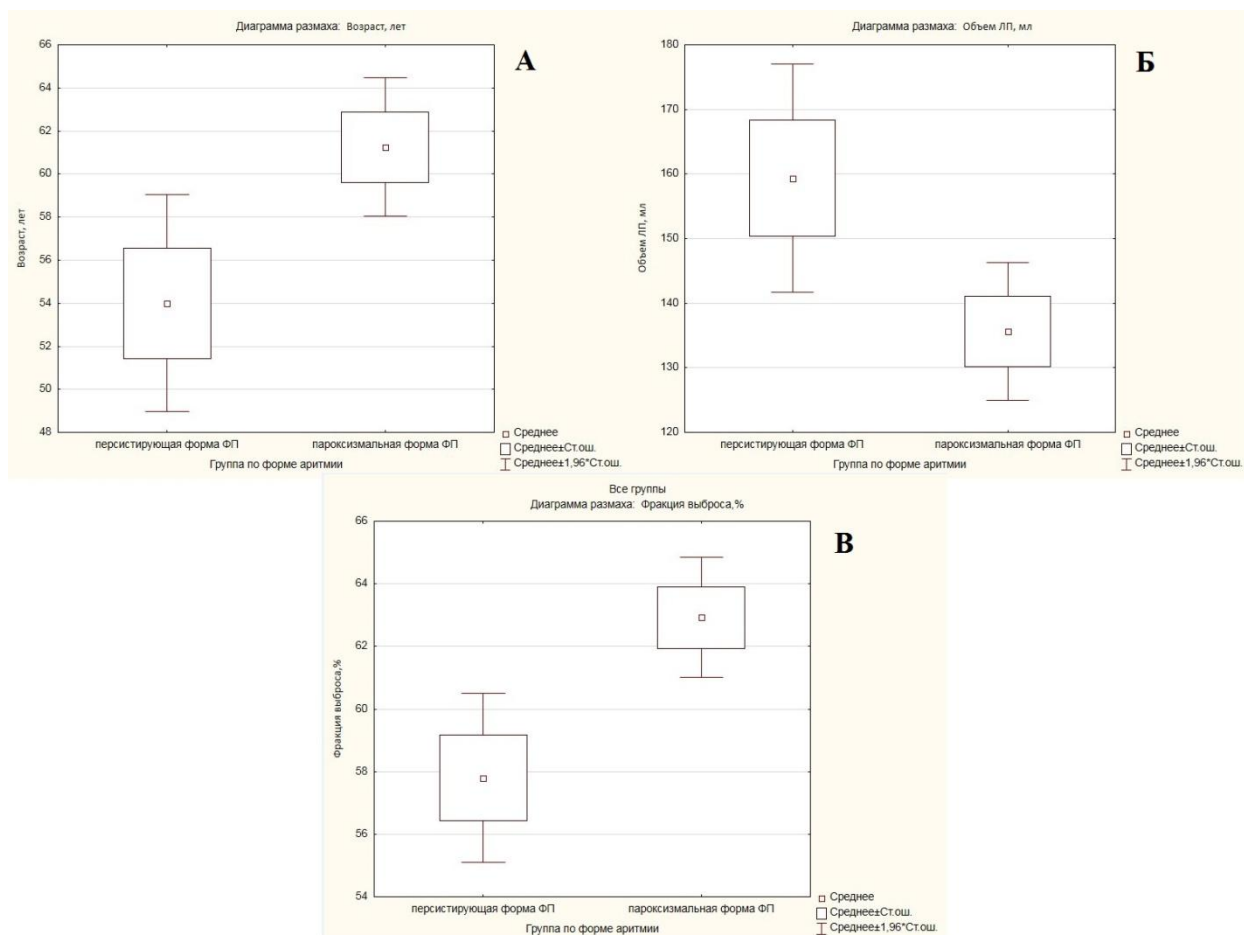 Диаграмма размаха: Возраст, лет
А
66
64
62
60
58
56
54
52
50
48
Возраст, лет
персистирующая форма ФП
пароксизмальная форма ФП
Группа по форме аритмии
Среднее
Среднее±Ст.ош.
Среднее±1,96*Ст.ош.
Диаграмма размаха: Объем ЛП, мл
Б
180
170
160
150
140
130
120
Объем ЛП, мл
персистирующая форма ФП
пароксизмальная форма ФП
Группа по форме аритмии
Среднее
Среднее±Ст.ош.
Среднее±1,96*Ст.ош.
Все группы
Диаграмма размаха: Фракция выброса,%
В
66
64
62
60
58
56
54
Фракция выброса,%
персистирующая форма ФП
пароксизмальная форма ФП
Группа по форме аритмии
Среднее
Среднее±Ст.ош.
Среднее±1,96*Ст.ош.